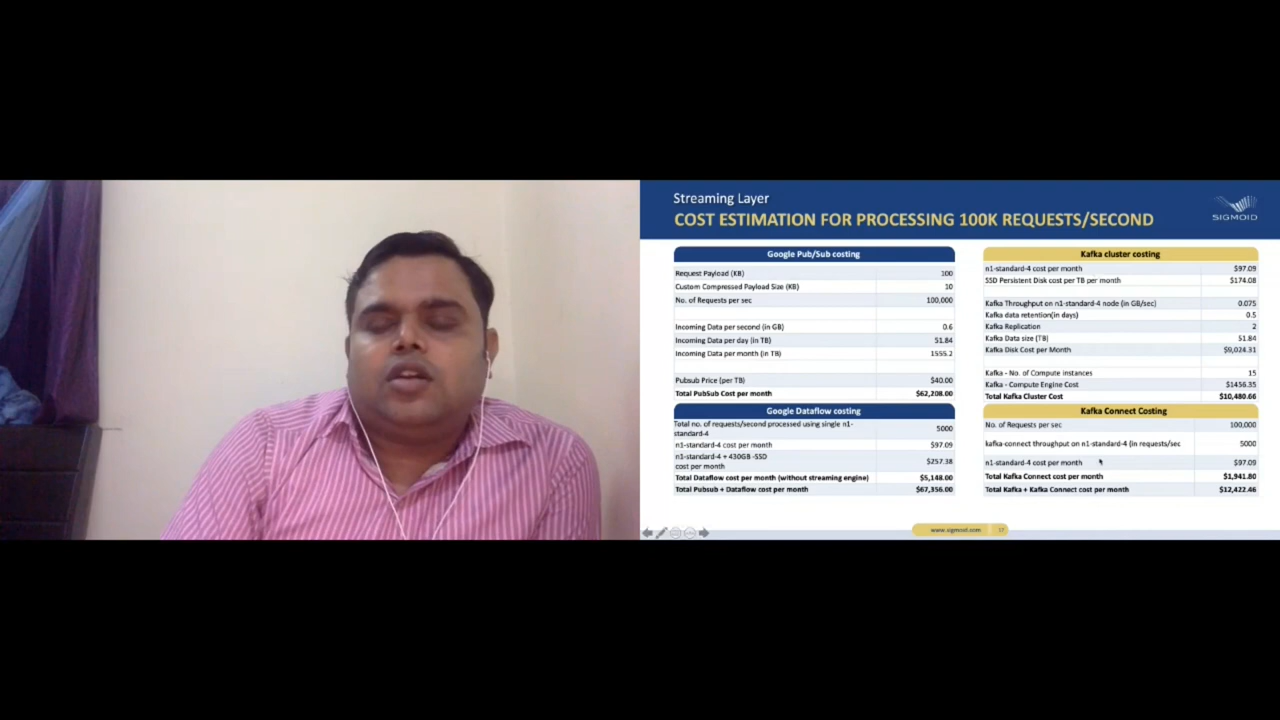 Streaming Layer
COST ESTIMATION FOR PROCESSING 100K REQUESTS/SECOND
SIGMOID
Google Pub/Sub costing
Request Payload (KB) 100
Custom Compressed Payload Size (KB) 10
No. of Requests per sec 100,000
Incoming Data per second (in GB) 0.6
Incoming Data per day (in TB) 51.84
Incoming Data per month (in TB) 1555.2
Pubsub Price (per TB) $40.00
Total PubSub Cost per month $62,208.00
Google Dataflow costing
Total no. of requests/second processed using single n1-
standard-4 5000
n1-standard-4 cost per month $97.09
n1-standard-4 + 430GB -SSD
cost per month $257.38
Total Dataflow cost per month (without streaming engine) $5,148.00
Total Pubsub + Dataflow cost per month $67,356.00
Kafka cluster costing
n1-standard-4 cost per month $97.09
SSD Persistent Disk cost per TB per month $174.08
Kafka Throughput on n1-standard-4 node (in GB/sec) 0.075
Kafka data retention(in days) 0.5
Kafka Replication 2
Kafka Data size (TB) 51.84
Kafka Disk Cost per Month $9,024.31
Kafka - No. of Compute instances 15
Kafka - Compute Engine Cost $1456.35
Total Kafka Cluster Cost $10,480.66
Kafka Connect Costing
No. of Requests per sec 100,000
kafka-connect throughput on n1-standard-4 (in requests/sec 5000
n1-standard-4 cost per month $97.09
Total Kafka Connect cost per month $1,941.80
Total Kafka + Kafka Connect cost per month $12,422.46
www.sigmoid.com